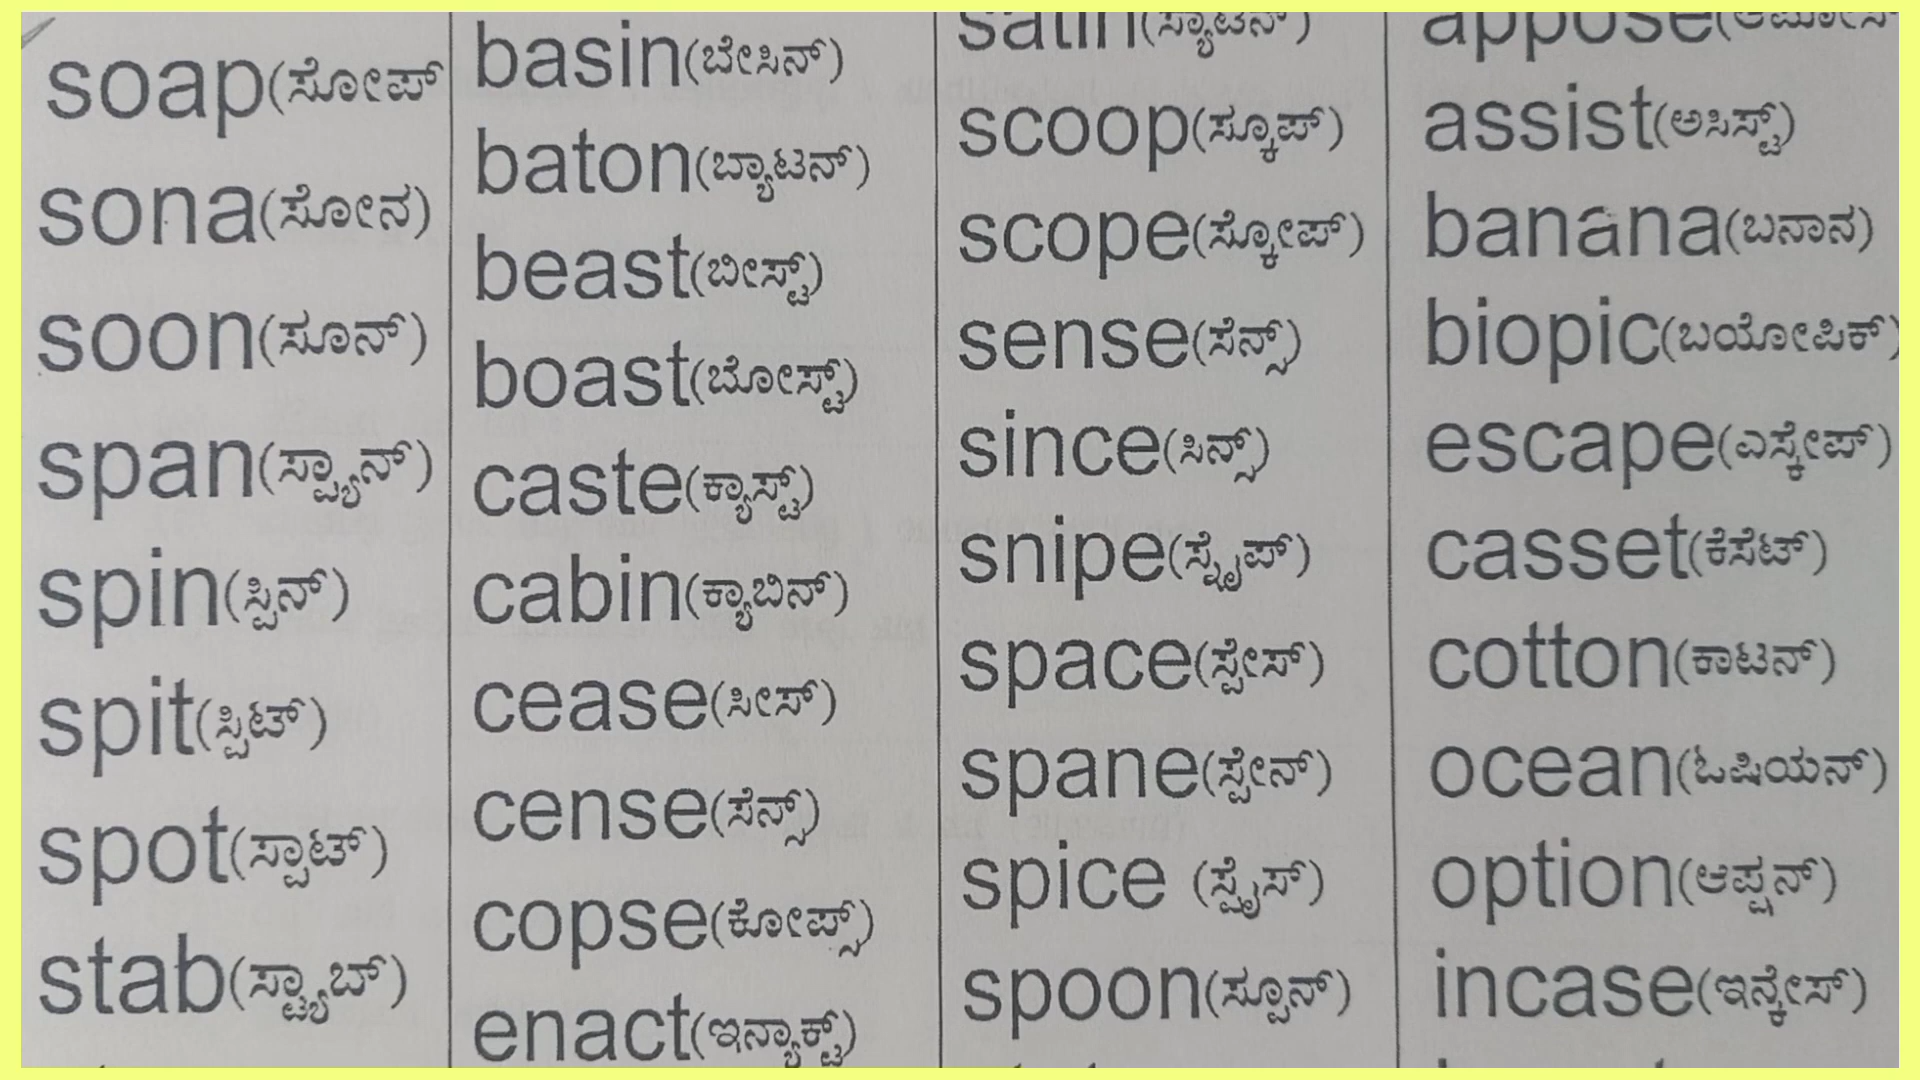 soap(ಸೋಪ್
sona(ಸೋನ)
soon(ಸೂನ್)
span(ಸ್ಪ್ಯಾನ್)
spin(ಸ್ಪಿನ್)
spit(ಸ್ಪಿಟ್)
spot(ಸ್ಪಾಟ್)
stab(ಸ್ಟ್ಯಾಬ್)
basin(ಬೇಸಿನ್)
baton(ಬ್ಯಾಟನ್)
beast(ಬೀಸ್ಟ್)
boast(ಬೋಸ್ಟ್)
caste(ಕ್ಯಾಸ್ಟ್)
cabin(ಕ್ಯಾಬಿನ್)
cease(ಸೀಸ್)
cense(ಸೆನ್ಸ್)
copse(ಕೋಪ್ಸ್)
enact(ಇನ್ಯಾಕ್ಟ್)
satin(ಸ್ಯಾಟಿನ್)
scoop(ಸ್ಕೂಪ್)
scope(ಸ್ಕೋಪ್)
sense(ಸೆನ್ಸ್)
since(ಸಿನ್ಸ್)
snipe(ಸ್ನೈಪ್)
space(ಸ್ಪೇಸ್)
spane(ಸ್ಪೇನ್)
spice (ಸ್ಪೈಸ್)
spoon(ಸ್ಪೂನ್)
appose
assist(ಅಸಿಸ್ಟ್)
banana(ಬನಾನ)
biopic(ಬಯೋಪಿಕ್)
escape(ಎಸ್ಕೇಪ್)
casset(ಕೆಸೆಟ್)
cotton(ಕಾಟನ್)
ocean(ಓಷಿಯನ್)
option(ಆಪ್ಷನ್)
incase(ಇನ್ಕೇಸ್)